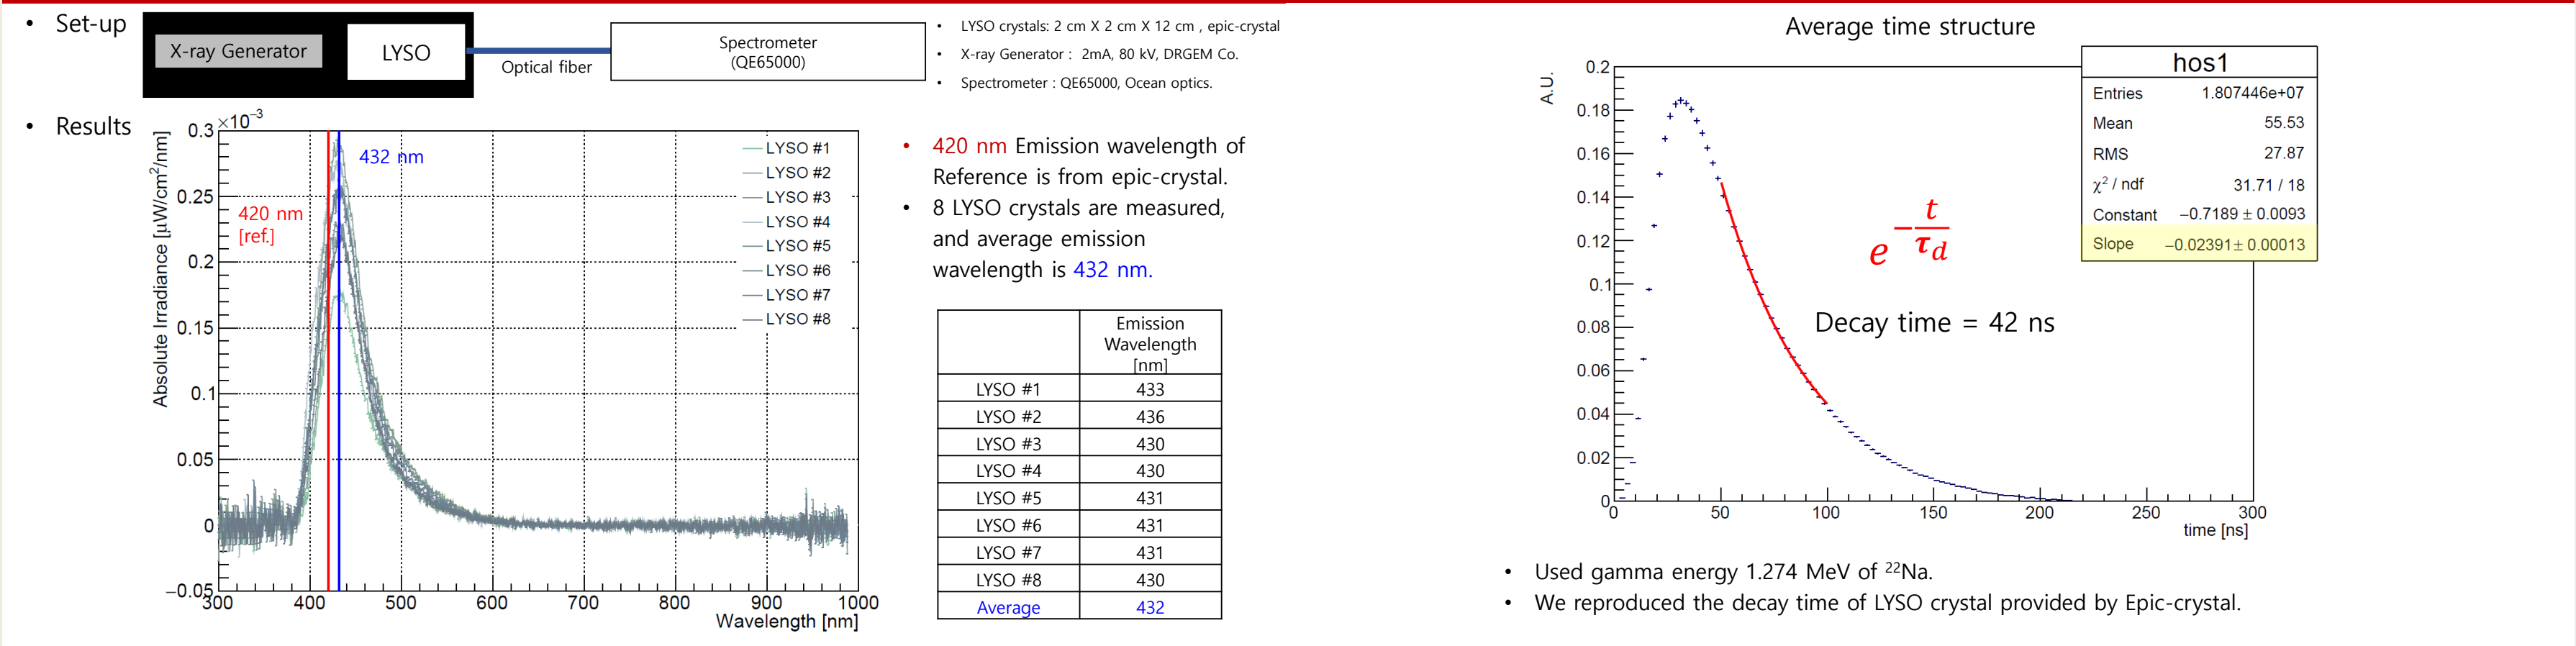 • Set-up
X-ray Generator
LYSO
Optical fiber
Spectrometer
(QE65000)
• LYSO crystals: 2 cm X 2 cm X 12 cm , epic-crystal
• X-ray Generator : 2mA, 80 kV, DRGEM Co.
• Spectrometer : QE65000, Ocean optics.
• Results
×10⁻³
Absolute Irradiance [µW/cm²/nm]
0.3
0.25
0.2
0.15
0.1
0.05
0
−0.05
300 400 500 600 700 800 900 1000
Wavelength [nm]
432 nm
420 nm
[ref.]
LYSO #1
LYSO #2
LYSO #3
LYSO #4
LYSO #5
LYSO #6
LYSO #7
LYSO #8
• 420 nm Emission wavelength of
Reference is from epic-crystal.
• 8 LYSO crystals are measured,
and average emission
wavelength is 432 nm.
Emission
Wavelength
[nm]
LYSO #1 433
LYSO #2 436
LYSO #3 430
LYSO #4 430
LYSO #5 431
LYSO #6 431
LYSO #7 431
LYSO #8 430
Average 432
Average time structure
A.U.
0.2
0.18
0.16
0.14
0.12
0.1
0.08
0.06
0.04
0.02
0
0 50 100 150 200 250 300
time [ns]
hos1
Entries 1.807446e+07
Mean 55.53
RMS 27.87
χ² / ndf 31.71 / 18
Constant −0.7189 ± 0.0093
Slope −0.02391± 0.00013
e^−t/τd
Decay time = 42 ns
• Used gamma energy 1.274 MeV of ²²Na.
• We reproduced the decay time of LYSO crystal provided by Epic-crystal.